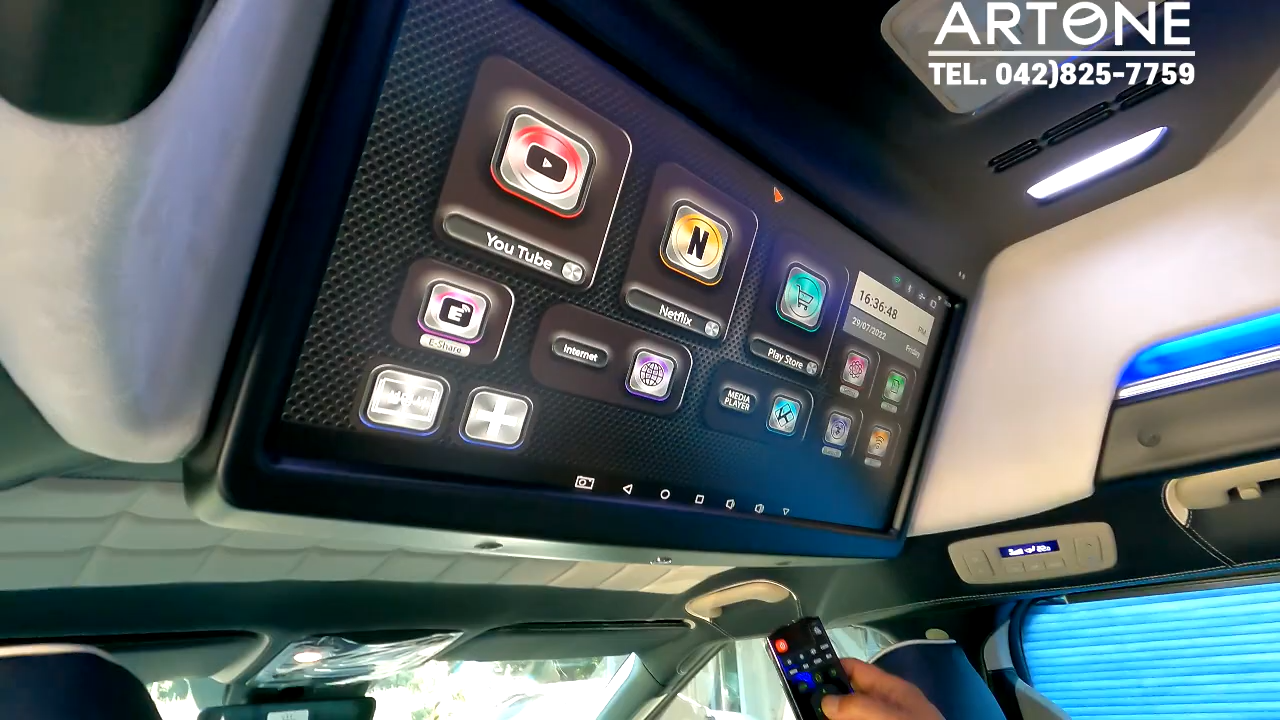 ARTONE
TEL. 042)825-7759
You Tube
N
Netflix
Play Store
16:36:48
PM
29/07/2022
Friday
E
E-Share
Internet
MEDIA
PLAYER